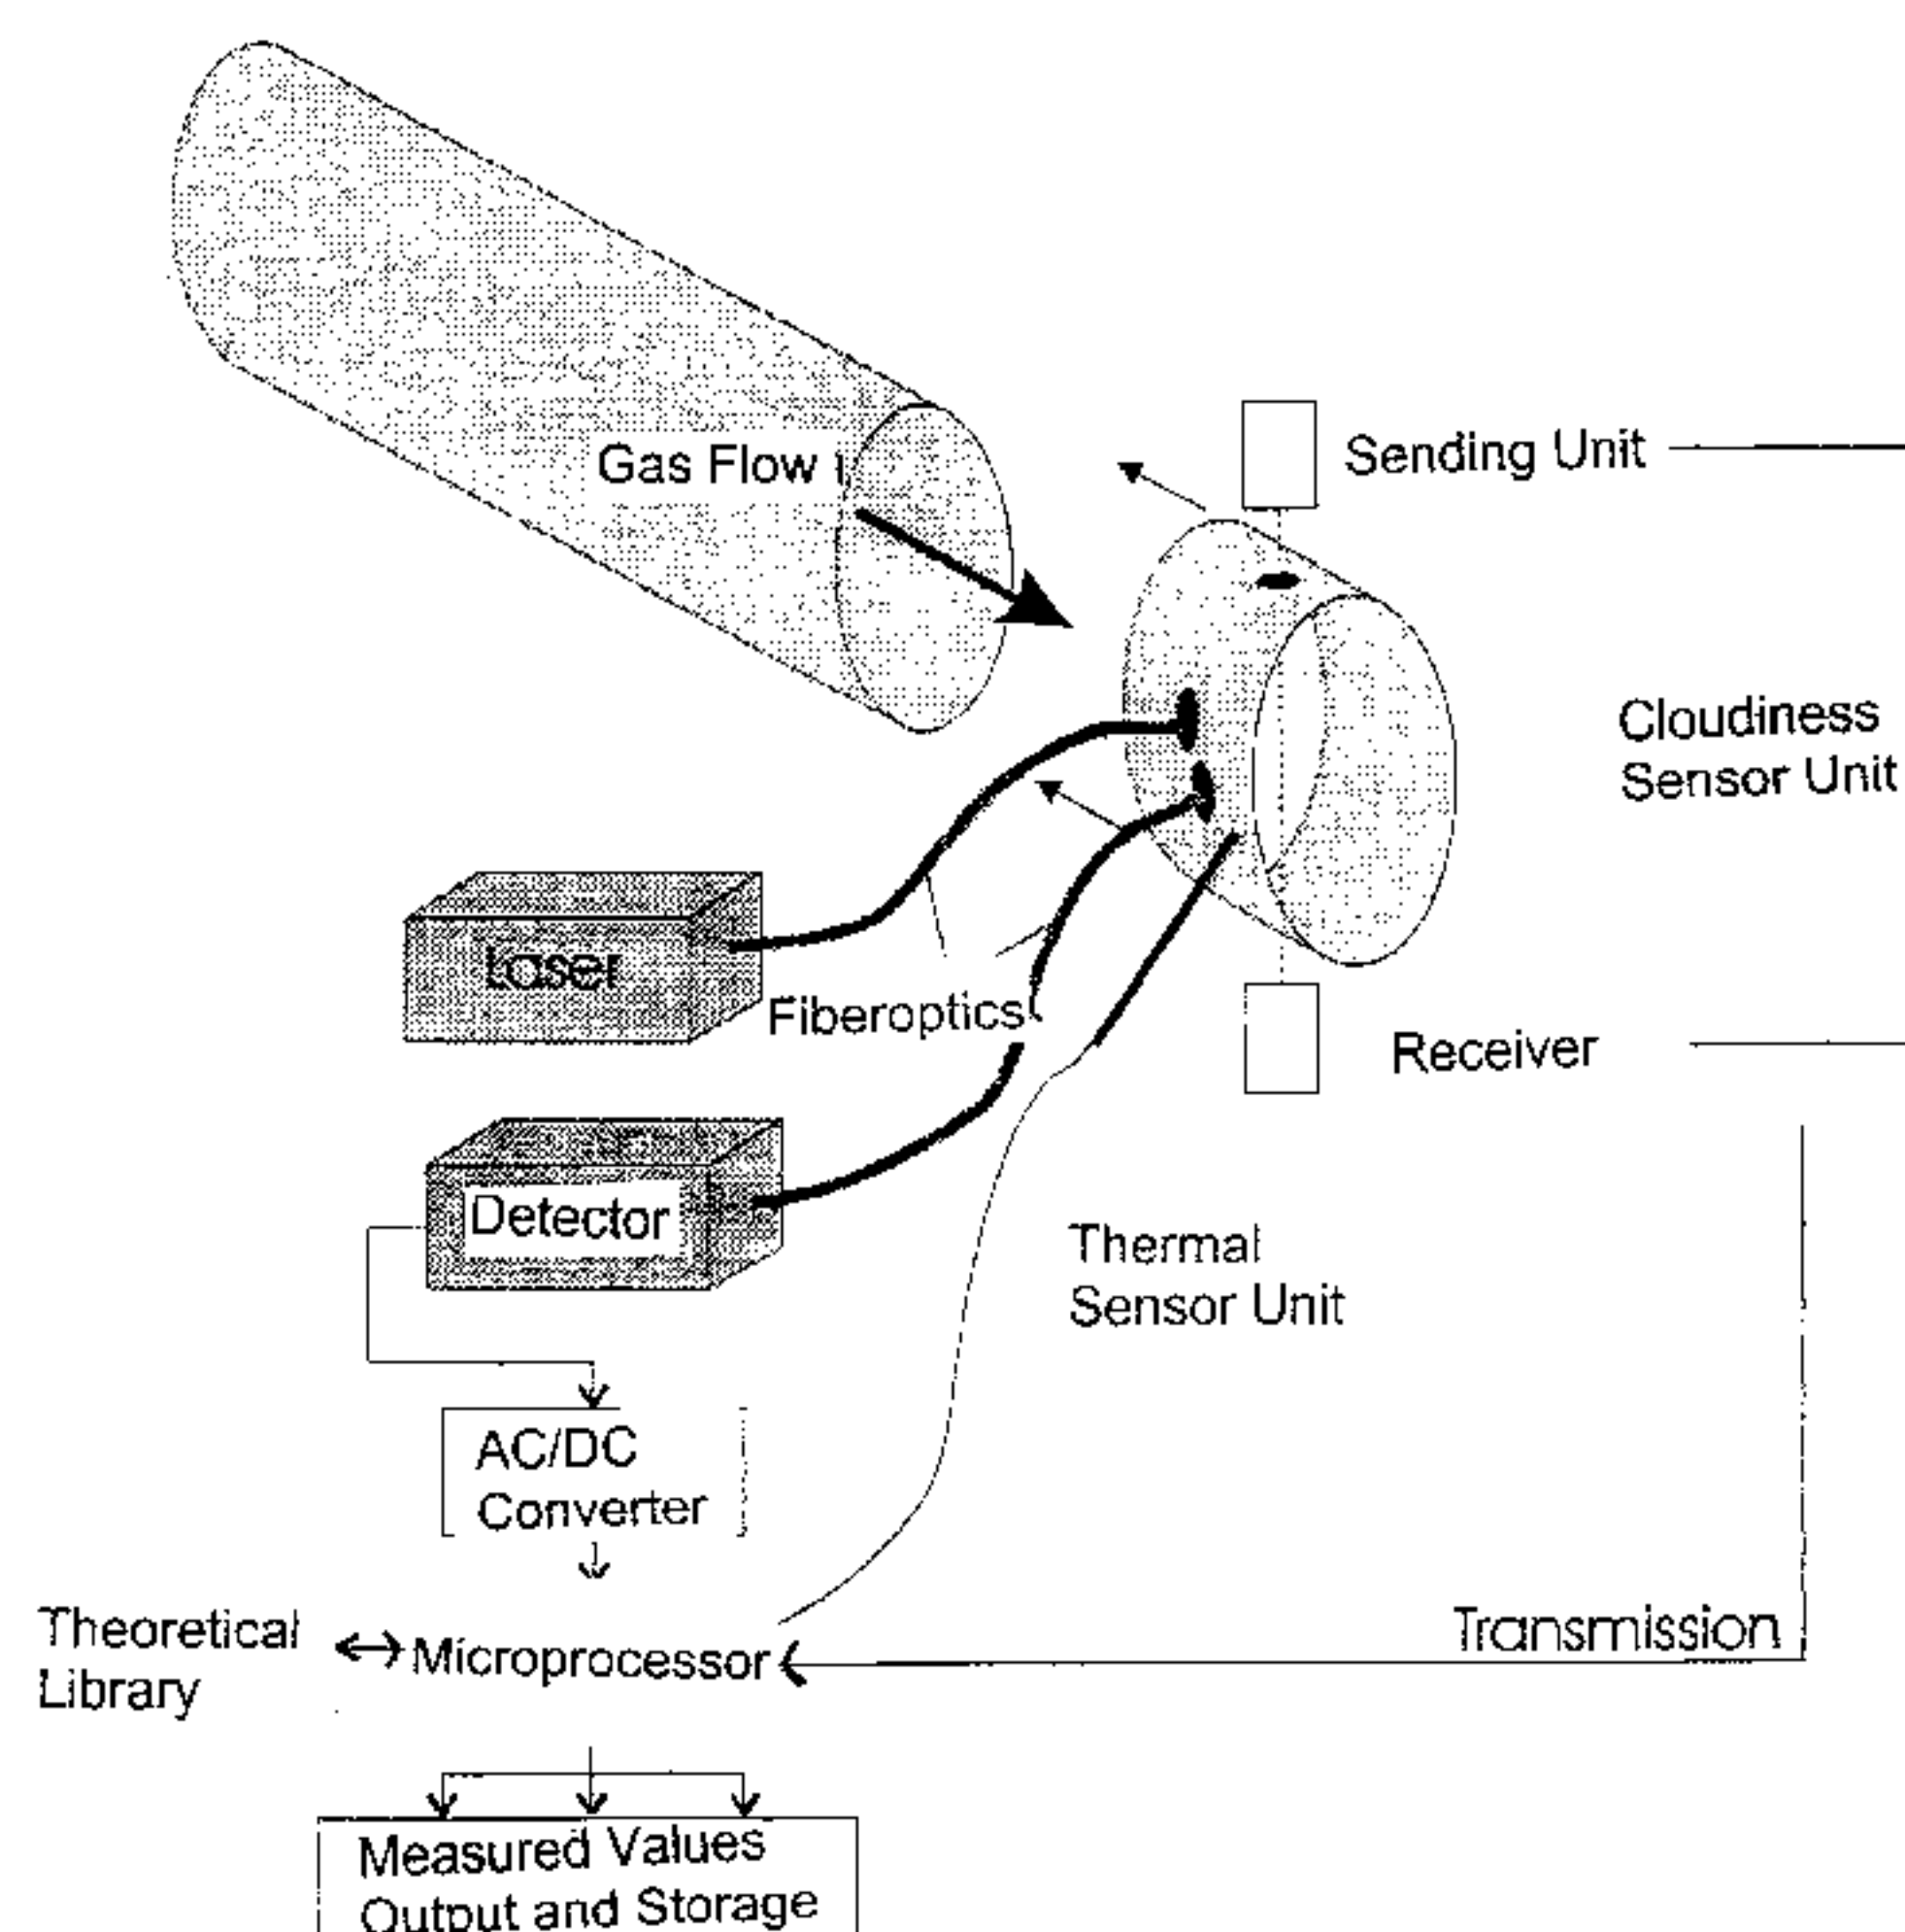 Gas Flow
Sending Unit
Cloudiness
Sensor Unit
Laser
Fiberoptics
Receiver
Detector
Thermal
Sensor Unit
AC/DC
Converter
Theoretical
Library
Microprocessor
Transmission
Measured Values
Output and Storage